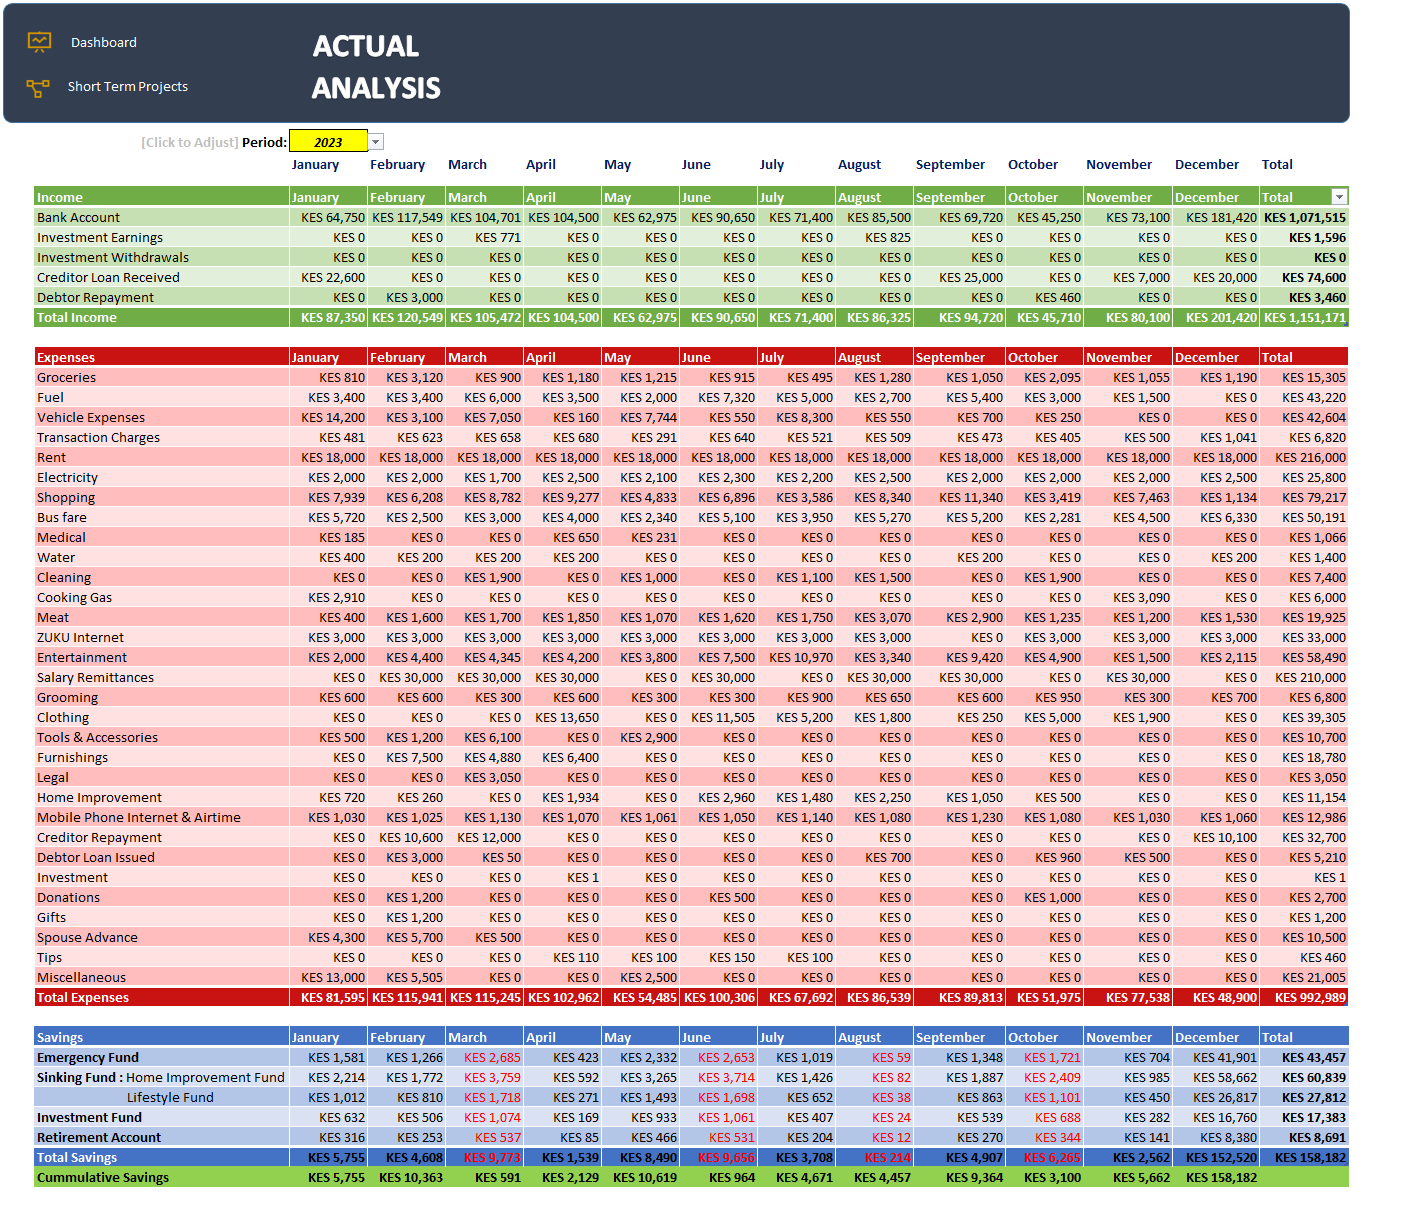 Dashboard
ACTUAL
ANALYSIS
Short Term Projects
[Click to Adjust] Period: 2023
January February March April May June July August September October November December Total
Income January February March April May June July August September October November December Total
Bank Account KES 64,750 KES 117,549 KES 104,701 KES 104,500 KES 62,975 KES 90,650 KES 71,400 KES 85,500 KES 69,720 KES 45,250 KES 73,100 KES 181,420 KES 1,071,515
Investment Earnings KES 0 KES 0 KES 771 KES 0 KES 0 KES 0 KES 0 KES 825 KES 0 KES 0 KES 0 KES 0 KES 1,596
Investment Withdrawals KES 0 KES 0 KES 0 KES 0 KES 0 KES 0 KES 0 KES 0 KES 0 KES 0 KES 0 KES 0 KES 0
Creditor Loan Received KES 22,600 KES 0 KES 0 KES 0 KES 0 KES 0 KES 0 KES 0 KES 25,000 KES 0 KES 7,000 KES 20,000 KES 74,600
Debtor Repayment KES 0 KES 3,000 KES 0 KES 0 KES 0 KES 0 KES 0 KES 0 KES 0 KES 460 KES 0 KES 0 KES 3,460
Total Income KES 87,350 KES 120,549 KES 105,472 KES 104,500 KES 62,975 KES 90,650 KES 71,400 KES 86,325 KES 94,720 KES 45,710 KES 80,100 KES 201,420 KES 1,151,171
Expenses January February March April May June July August September October November December Total
Groceries KES 810 KES 3,120 KES 900 KES 1,180 KES 1,215 KES 915 KES 495 KES 1,280 KES 1,050 KES 2,095 KES 1,055 KES 1,190 KES 15,305
Fuel KES 3,400 KES 3,400 KES 6,000 KES 3,500 KES 2,000 KES 7,320 KES 5,000 KES 2,700 KES 5,400 KES 3,000 KES 1,500 KES 0 KES 43,220
Vehicle Expenses KES 14,200 KES 3,100 KES 7,050 KES 160 KES 7,744 KES 550 KES 8,300 KES 550 KES 700 KES 250 KES 0 KES 0 KES 42,604
Transaction Charges KES 481 KES 623 KES 658 KES 680 KES 291 KES 640 KES 521 KES 509 KES 473 KES 405 KES 500 KES 1,041 KES 6,820
Rent KES 18,000 KES 18,000 KES 18,000 KES 18,000 KES 18,000 KES 18,000 KES 18,000 KES 18,000 KES 18,000 KES 18,000 KES 18,000 KES 18,000 KES 216,000
Electricity KES 2,000 KES 2,000 KES 1,700 KES 2,500 KES 2,100 KES 2,300 KES 2,200 KES 2,500 KES 2,000 KES 2,000 KES 2,000 KES 2,500 KES 25,800
Shopping KES 7,939 KES 6,208 KES 8,782 KES 9,277 KES 4,833 KES 6,896 KES 3,586 KES 8,340 KES 11,340 KES 3,419 KES 7,463 KES 1,134 KES 79,217
Bus fare KES 5,720 KES 2,500 KES 3,000 KES 4,000 KES 2,340 KES 5,100 KES 3,950 KES 5,270 KES 5,200 KES 2,281 KES 4,500 KES 6,330 KES 50,191
Medical KES 185 KES 0 KES 0 KES 650 KES 231 KES 0 KES 0 KES 0 KES 0 KES 0 KES 0 KES 0 KES 1,066
Water KES 400 KES 200 KES 200 KES 200 KES 0 KES 0 KES 0 KES 0 KES 200 KES 0 KES 0 KES 200 KES 1,400
Cleaning KES 0 KES 0 KES 1,900 KES 0 KES 1,000 KES 0 KES 1,100 KES 1,500 KES 0 KES 1,900 KES 0 KES 0 KES 7,400
Cooking Gas KES 2,910 KES 0 KES 0 KES 0 KES 0 KES 0 KES 0 KES 0 KES 0 KES 0 KES 3,090 KES 0 KES 6,000
Meat KES 400 KES 1,600 KES 1,700 KES 1,850 KES 1,070 KES 1,620 KES 1,750 KES 3,070 KES 2,900 KES 1,235 KES 1,200 KES 1,530 KES 19,925
ZUKU Internet KES 3,000 KES 3,000 KES 3,000 KES 3,000 KES 3,000 KES 3,000 KES 3,000 KES 3,000 KES 0 KES 3,000 KES 3,000 KES 3,000 KES 33,000
Entertainment KES 2,000 KES 4,400 KES 4,345 KES 4,200 KES 3,800 KES 7,500 KES 10,970 KES 3,340 KES 9,420 KES 4,900 KES 1,500 KES 2,115 KES 58,490
Salary Remittances KES 0 KES 30,000 KES 30,000 KES 30,000 KES 0 KES 30,000 KES 0 KES 30,000 KES 30,000 KES 0 KES 30,000 KES 0 KES 210,000
Grooming KES 600 KES 600 KES 300 KES 600 KES 300 KES 300 KES 900 KES 650 KES 600 KES 950 KES 300 KES 700 KES 6,800
Clothing KES 0 KES 0 KES 0 KES 13,650 KES 0 KES 11,505 KES 5,200 KES 1,800 KES 250 KES 5,000 KES 1,900 KES 0 KES 39,305
Tools & Accessories KES 500 KES 1,200 KES 6,100 KES 0 KES 2,900 KES 0 KES 0 KES 0 KES 0 KES 0 KES 0 KES 0 KES 10,700
Furnishings KES 0 KES 7,500 KES 4,880 KES 6,400 KES 0 KES 0 KES 0 KES 0 KES 0 KES 0 KES 0 KES 0 KES 18,780
Legal KES 0 KES 0 KES 3,050 KES 0 KES 0 KES 0 KES 0 KES 0 KES 0 KES 0 KES 0 KES 0 KES 3,050
Home Improvement KES 720 KES 260 KES 0 KES 1,934 KES 0 KES 2,960 KES 1,480 KES 2,250 KES 1,050 KES 500 KES 0 KES 0 KES 11,154
Mobile Phone Internet & Airtime KES 1,030 KES 1,025 KES 1,130 KES 1,070 KES 1,061 KES 1,050 KES 1,140 KES 1,080 KES 1,230 KES 1,080 KES 1,030 KES 1,060 KES 12,986
Creditor Repayment KES 0 KES 10,600 KES 12,000 KES 0 KES 0 KES 0 KES 0 KES 0 KES 0 KES 0 KES 0 KES 10,100 KES 32,700
Debtor Loan Issued KES 0 KES 3,000 KES 50 KES 0 KES 0 KES 0 KES 0 KES 700 KES 0 KES 960 KES 500 KES 0 KES 5,210
Investment KES 0 KES 0 KES 0 KES 1 KES 0 KES 0 KES 0 KES 0 KES 0 KES 0 KES 0 KES 0 KES 1
Donations KES 0 KES 1,200 KES 0 KES 0 KES 0 KES 500 KES 0 KES 0 KES 0 KES 1,000 KES 0 KES 0 KES 2,700
Gifts KES 0 KES 1,200 KES 0 KES 0 KES 0 KES 0 KES 0 KES 0 KES 0 KES 0 KES 0 KES 0 KES 1,200
Spouse Advance KES 4,300 KES 5,700 KES 500 KES 0 KES 0 KES 0 KES 0 KES 0 KES 0 KES 0 KES 0 KES 0 KES 10,500
Tips KES 0 KES 0 KES 0 KES 110 KES 100 KES 150 KES 100 KES 0 KES 0 KES 0 KES 0 KES 0 KES 460
Miscellaneous KES 13,000 KES 5,505 KES 0 KES 0 KES 2,500 KES 0 KES 0 KES 0 KES 0 KES 0 KES 0 KES 0 KES 21,005
Total Expenses KES 81,595 KES 115,941 KES 115,245 KES 102,962 KES 54,485 KES 100,306 KES 67,692 KES 86,539 KES 89,813 KES 51,975 KES 77,538 KES 48,900 KES 992,989
Savings January February March April May June July August September October November December Total
Emergency Fund KES 1,581 KES 1,266 KES 2,685 KES 423 KES 2,332 KES 2,653 KES 1,019 KES 59 KES 1,348 KES 1,721 KES 704 KES 41,901 KES 43,457
Sinking Fund : Home Improvement Fund KES 2,214 KES 1,772 KES 3,759 KES 592 KES 3,265 KES 3,714 KES 1,426 KES 82 KES 1,887 KES 2,409 KES 985 KES 58,662 KES 60,839
Lifestyle Fund KES 1,012 KES 810 KES 1,718 KES 271 KES 1,493 KES 1,698 KES 652 KES 38 KES 863 KES 1,101 KES 450 KES 26,817 KES 27,812
Investment Fund KES 632 KES 506 KES 1,074 KES 169 KES 933 KES 1,061 KES 407 KES 24 KES 539 KES 688 KES 282 KES 16,760 KES 17,383
Retirement Account KES 316 KES 253 KES 537 KES 85 KES 466 KES 531 KES 204 KES 12 KES 270 KES 344 KES 141 KES 8,380 KES 8,691
Total Savings KES 5,755 KES 4,608 KES 9,773 KES 1,539 KES 8,490 KES 9,656 KES 3,708 KES 214 KES 4,907 KES 6,265 KES 2,562 KES 152,520 KES 158,182
Cummulative Savings KES 5,755 KES 10,363 KES 591 KES 2,129 KES 10,619 KES 964 KES 4,671 KES 4,457 KES 9,364 KES 3,100 KES 5,662 KES 158,182